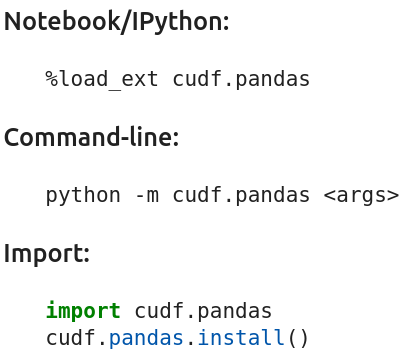 Notebook/IPython:
%load_ext cudf.pandas
Command-line:
python -m cudf.pandas <args>
Import:
import cudf.pandas
cudf.pandas.install()